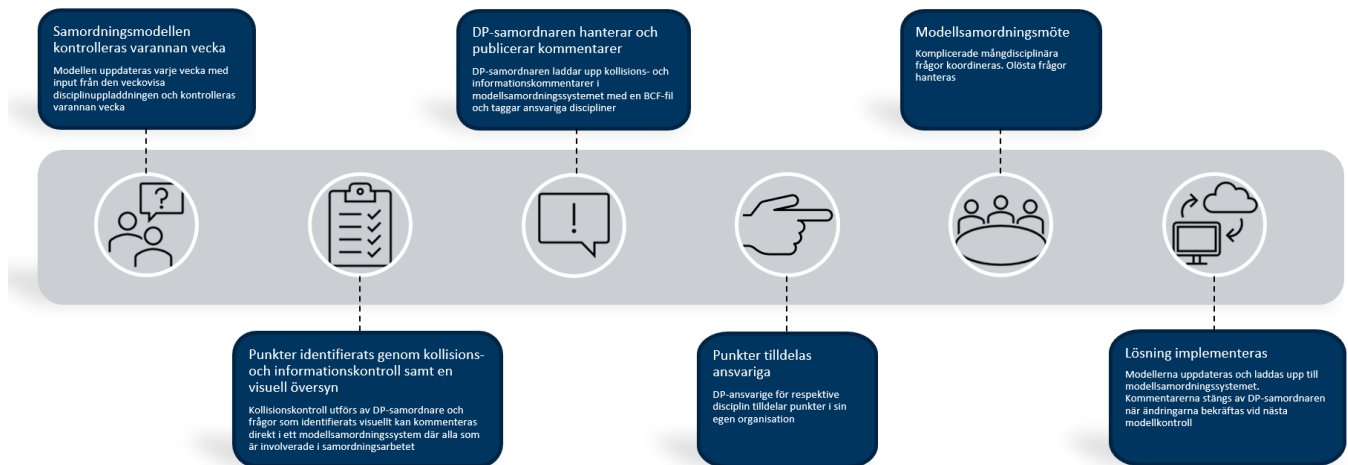 Samordningsmodellen
kontrolleras varannan vecka
Modellen uppdateras varje vecka med
input från den veckovisa
disciplinuppladdningen och kontrolleras
varannan vecka
Punkter identifierats genom kollisions-
och informationskontroll samt en
visuell översyn
Kollisionskontroll utförs av DP-samordnare och
frågor som identifierats visuellt kan kommenteras
direkt i ett modellsamordningssystem där alla som
är involverade i samordningsarbetet
DP-samordnaren hanterar och
publicerar kommentarer
DP-samordnaren laddar upp kollisions- och
informationskommentarer i
modellsamordningssystemet med en BCF-fil
och taggar ansvariga discipliner
Punkter tilldelas
ansvariga
DP-ansvarige för respektive
disciplin tilldelar punkter i sin
egen organisation
Modellsamordningsmöte
Komplicerade mångdisciplinära
frågor koordineras. Olösta frågor
hanteras
Lösning implementeras
Modellerna uppdateras och laddas upp till
modellsamordningssystemet.
Kommentarerna stängs av DP-samordnaren
när ändringarna bekräftas vid nästa
modellkontroll